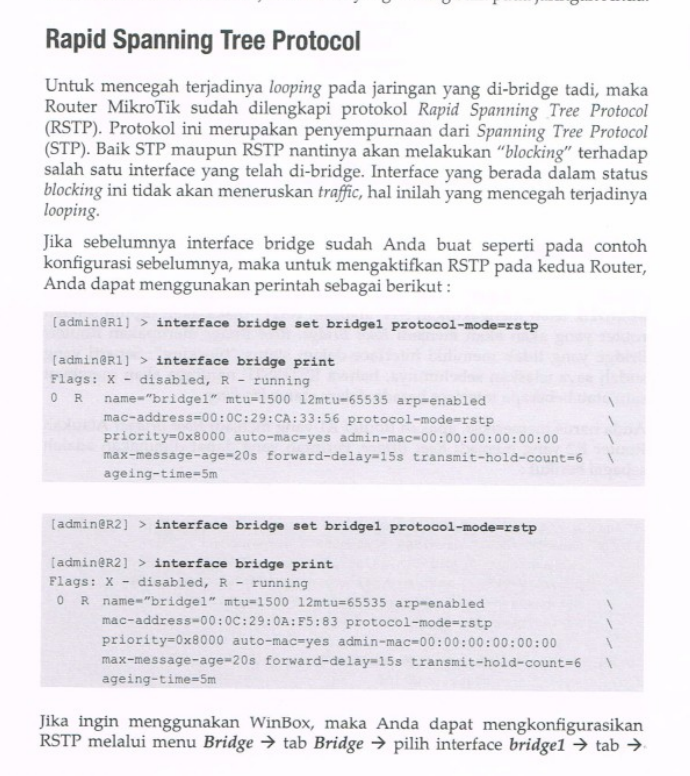 Rapid Spanning Tree Protocol
Untuk mencegah terjadinya looping pada jaringan yang di-bridge tadi, maka
Router MikroTik sudah dilengkapi protokol Rapid Spanning Tree Protocol
(RSTP). Protokol ini merupakan penyempurnaan dari Spanning Tree Protocol
(STP). Baik STP maupun RSTP nantinya akan melakukan "blocking" terhadap
salah satu interface yang telah di-bridge. Interface yang berada dalam status
blocking ini tidak akan meneruskan traffic, hal inilah yang mencegah terjadinya
looping.
Jika sebelumnya interface bridge sudah Anda buat seperti pada contoh
konfigurasi sebelumnya, maka untuk mengaktifkan RSTP pada kedua Router,
Anda dapat menggunakan perintah sebagai berikut :
[admin@R1] > interface bridge set bridge1 protocol-mode=rstp
[admin@R1] > interface bridge print
Flags: X - disabled, R - running
0 R name="bridge1" mtu=1500 l2mtu=65535 arp=enabled \
mac-address=00:0C:29:CA:33:56 protocol-mode=rstp \
priority=0x8000 auto-mac=yes admin-mac=00:00:00:00:00:00 \
max-message-age=20s forward-delay=15s transmit-hold-count=6 \
ageing-time=5m
[admin@R2] > interface bridge set bridge1 protocol-mode=rstp
[admin@R2] > interface bridge print
Flags: X - disabled, R - running
0 R name="bridge1" mtu=1500 l2mtu=65535 arp=enabled \
mac-address=00:0C:29:0A:F5:83 protocol-mode=rstp \
priority=0x8000 auto-mac=yes admin-mac=00:00:00:00:00:00 \
max-message-age=20s forward-delay=15s transmit-hold-count=6 \
ageing-time=5m
Jika ingin menggunakan WinBox, maka Anda dapat mengkonfigurasikan
RSTP melalui menu Bridge → tab Bridge → pilih interface bridge1 → tab →